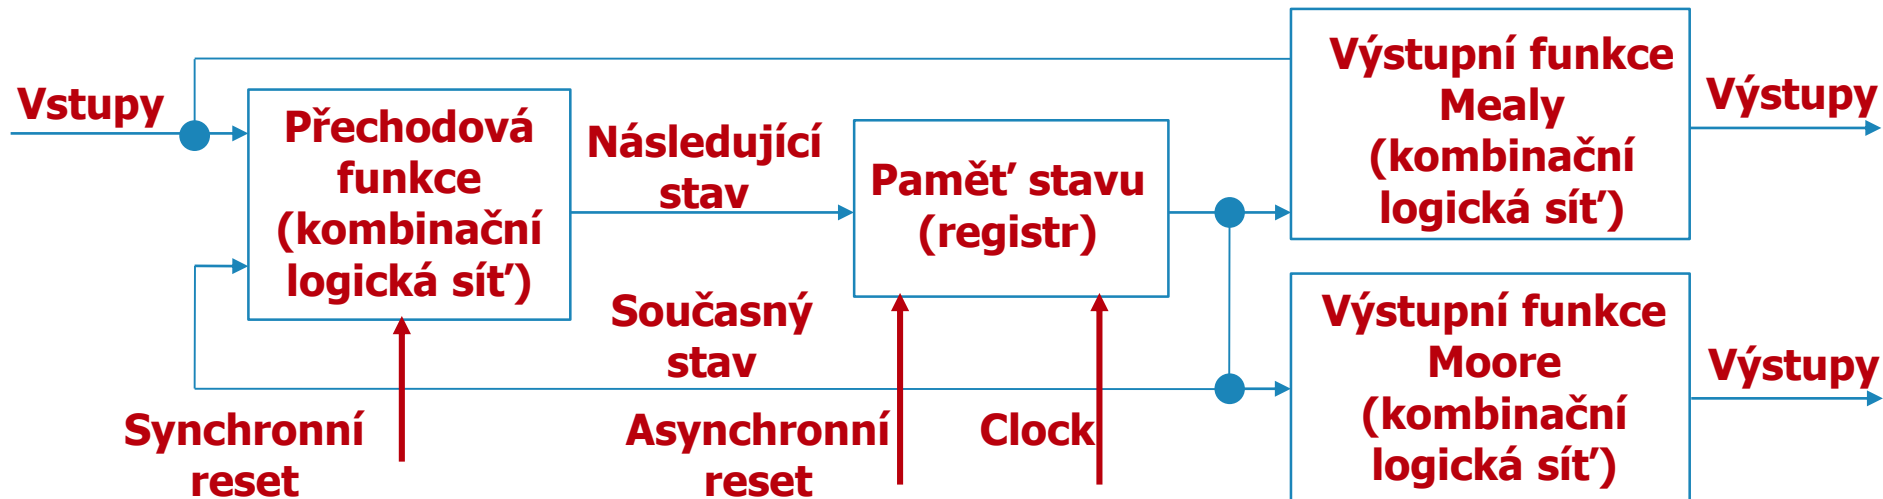 Vstupy
Přechodová
funkce
(kombinační
logická síť)
Následující
stav
Paměť stavu
(registr)
Současný
stav
Synchronní
reset
Asynchronní
reset
Clock
Výstupní funkce
Mealy
(kombinační
logická síť)
Výstupy
Výstupní funkce
Moore
(kombinační
logická síť)
Výstupy